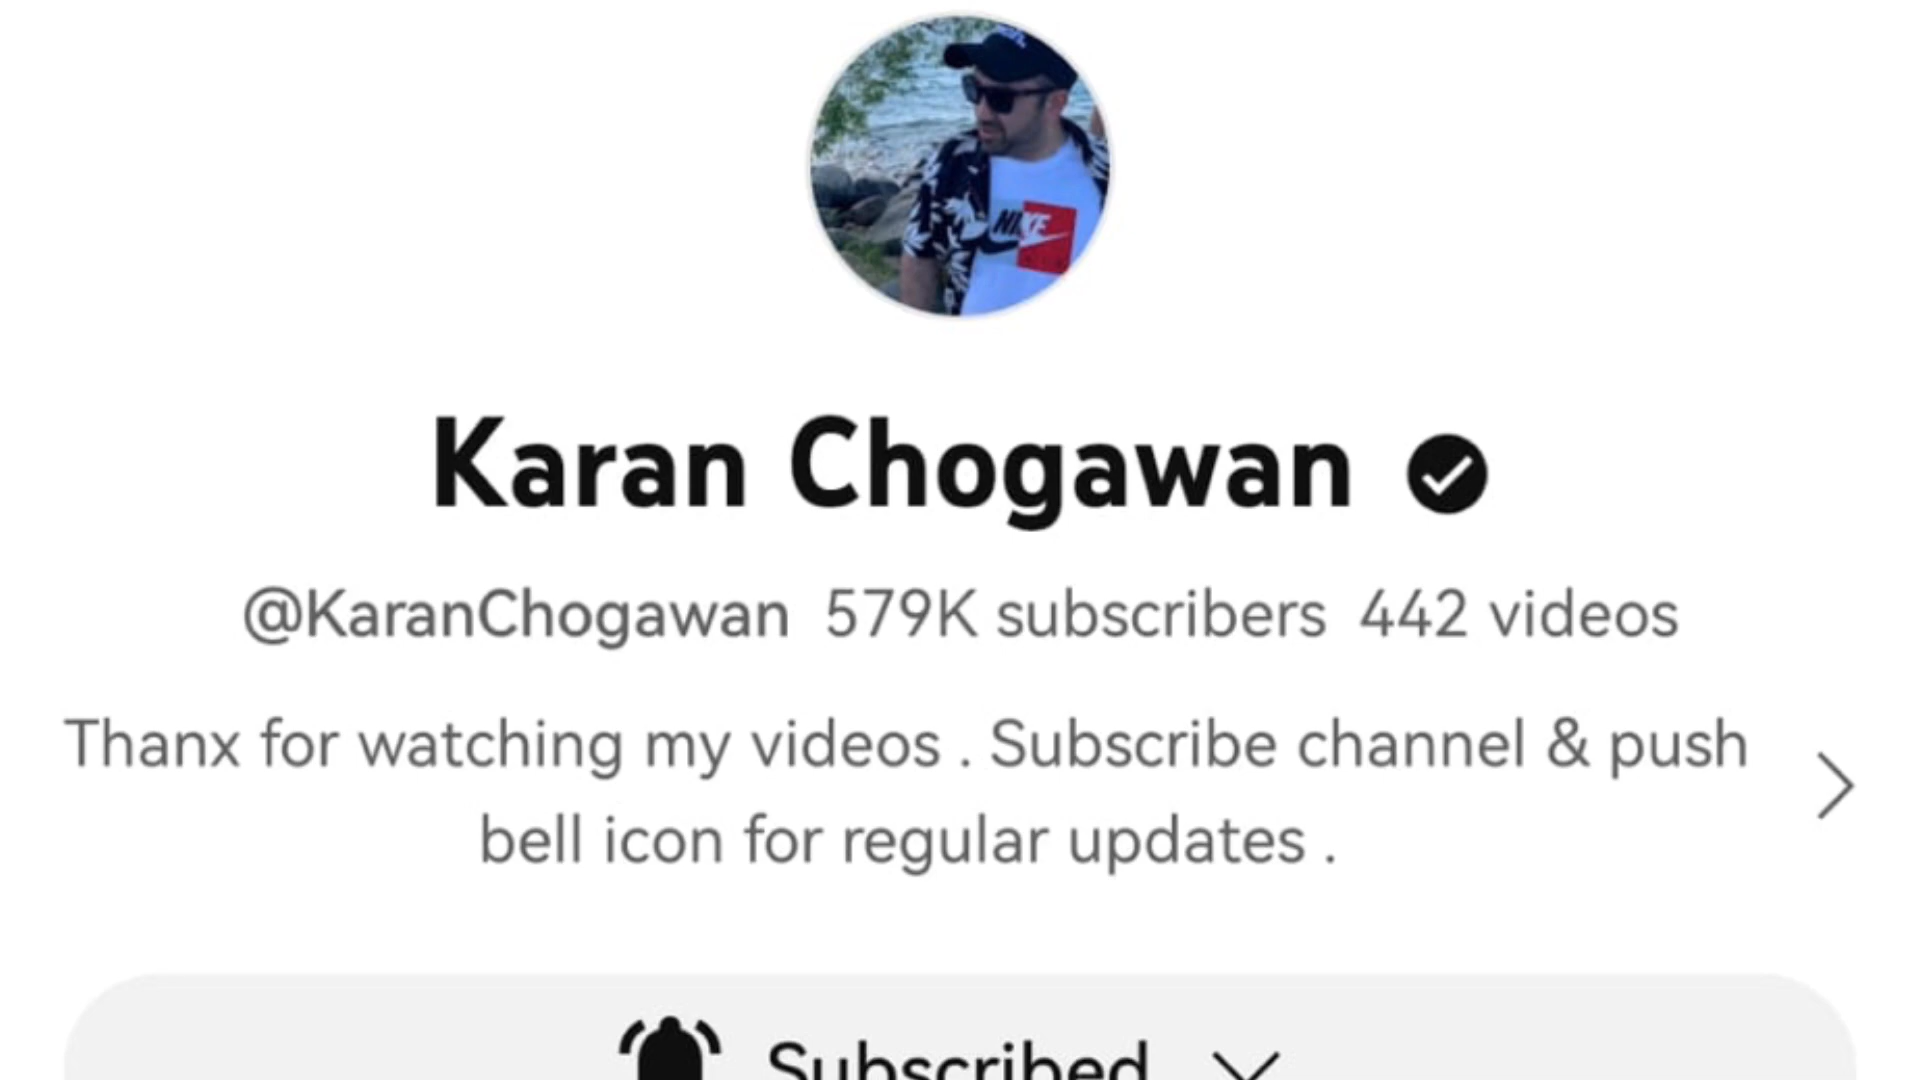 NIKE
Karan Chogawan
@KaranChogawan 579K subscribers 442 videos
Thanx for watching my videos . Subscribe channel & push
bell icon for regular updates .
Subscribed